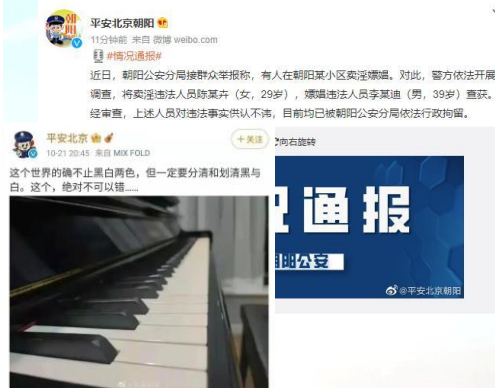 平安北京朝阳
11分钟前 来自 微博 weibo.com
#情况通报#
近日，朝阳公安分局接群众举报称，有人在朝阳某小区卖淫嫖娼。对此，警方依法开展
调查，将卖淫违法人员陈某卉（女，29岁），嫖娼违法人员李某迪（男，39岁）查获。
经审查，上述人员对违法事实供认不讳，目前均已被朝阳公安分局依法行政拘留。
平安北京
+关注
10-21 20:45 来自 MIX FOLD
这个世界的确不止黑白两色，但一定要分清和划清黑与
白。这个，绝对不可以错......
向右旋转
况通报
朝阳公安
@平安北京朝阳